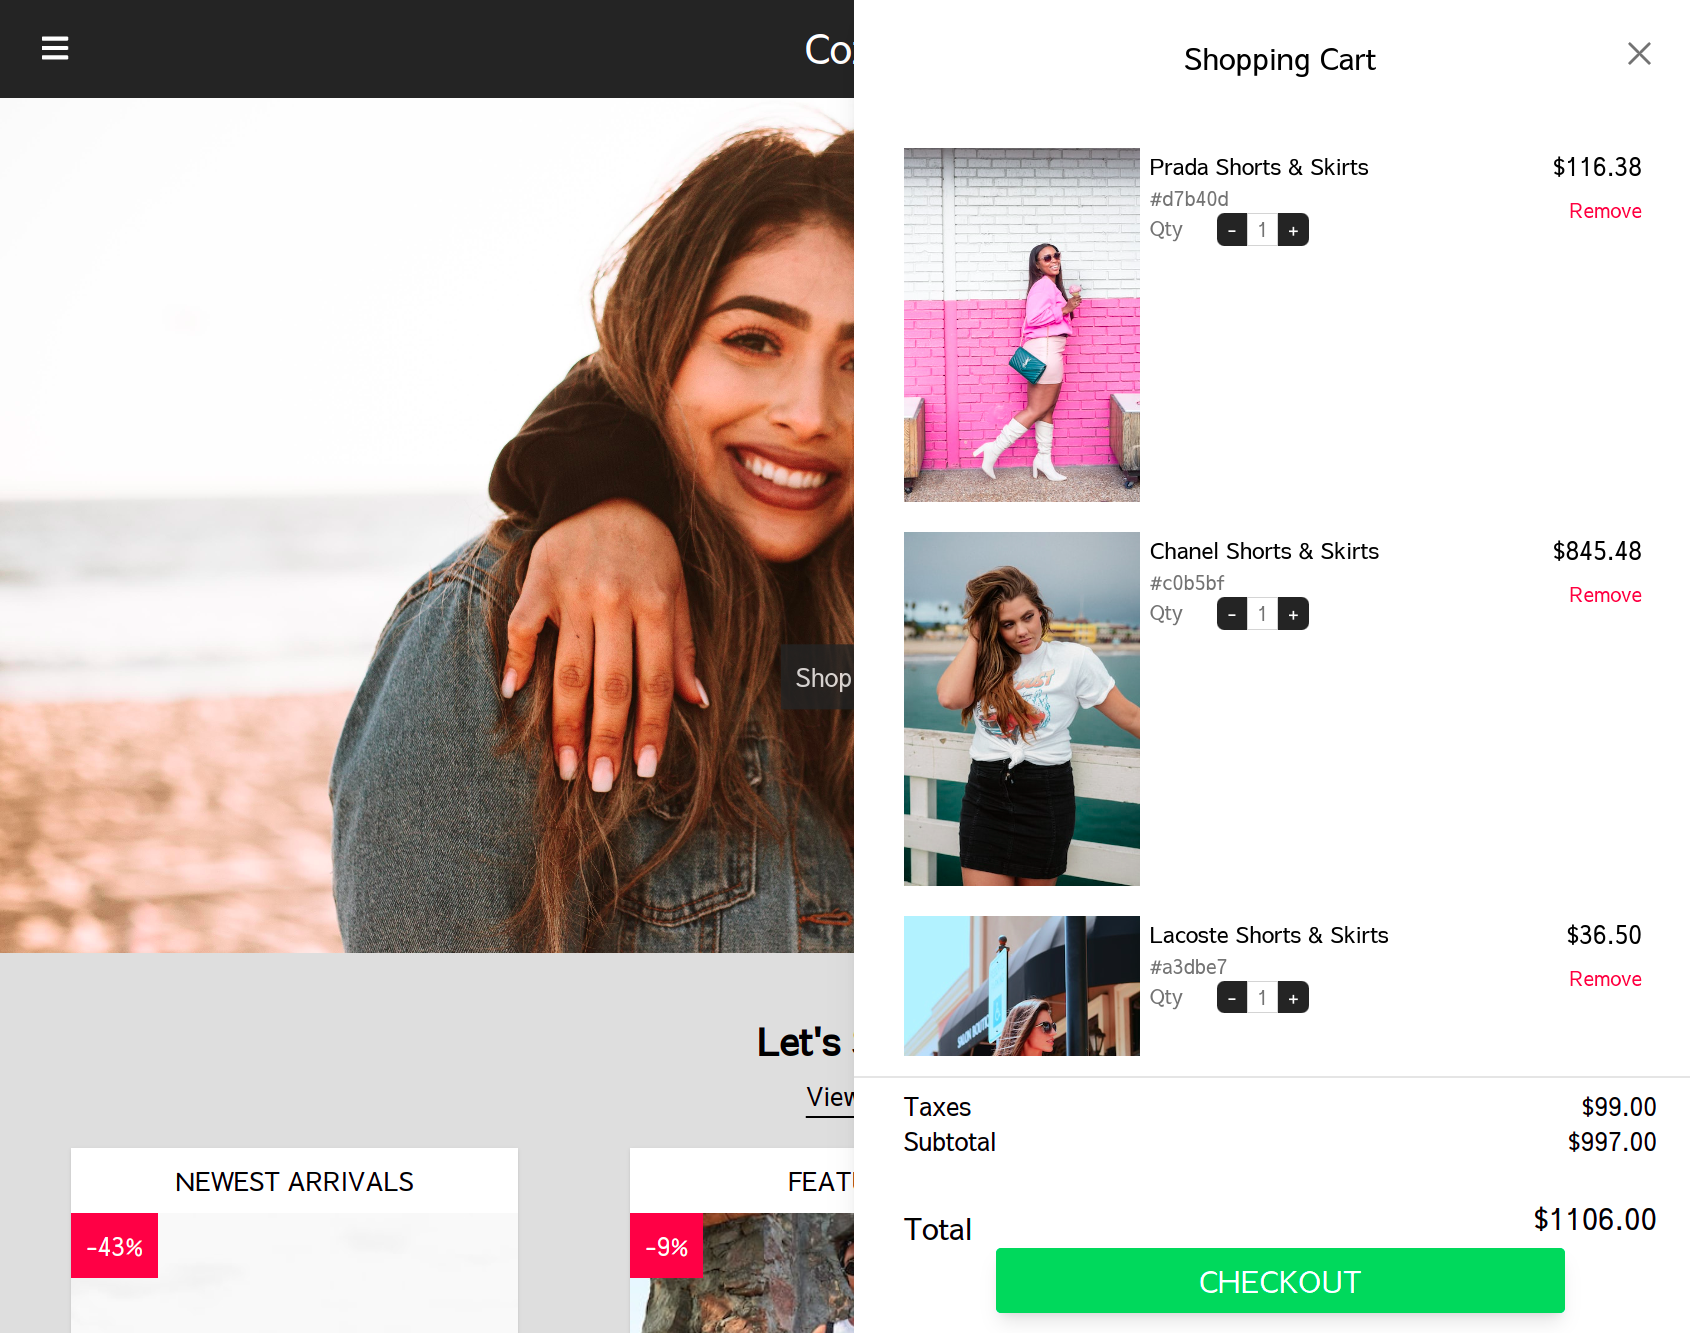 Co
Shop
Let's
View
NEWEST ARRIVALS
-43%
FEAT
-9%
Shopping Cart
Prada Shorts & Skirts
$116.38
#d7b40d
Remove
Qty - 1 +
Chanel Shorts & Skirts
$845.48
#c0b5bf
Remove
Qty - 1 +
Lacoste Shorts & Skirts
$36.50
#a3dbe7
Remove
Qty - 1 +
Taxes $99.00
Subtotal $997.00
Total $1106.00
CHECKOUT